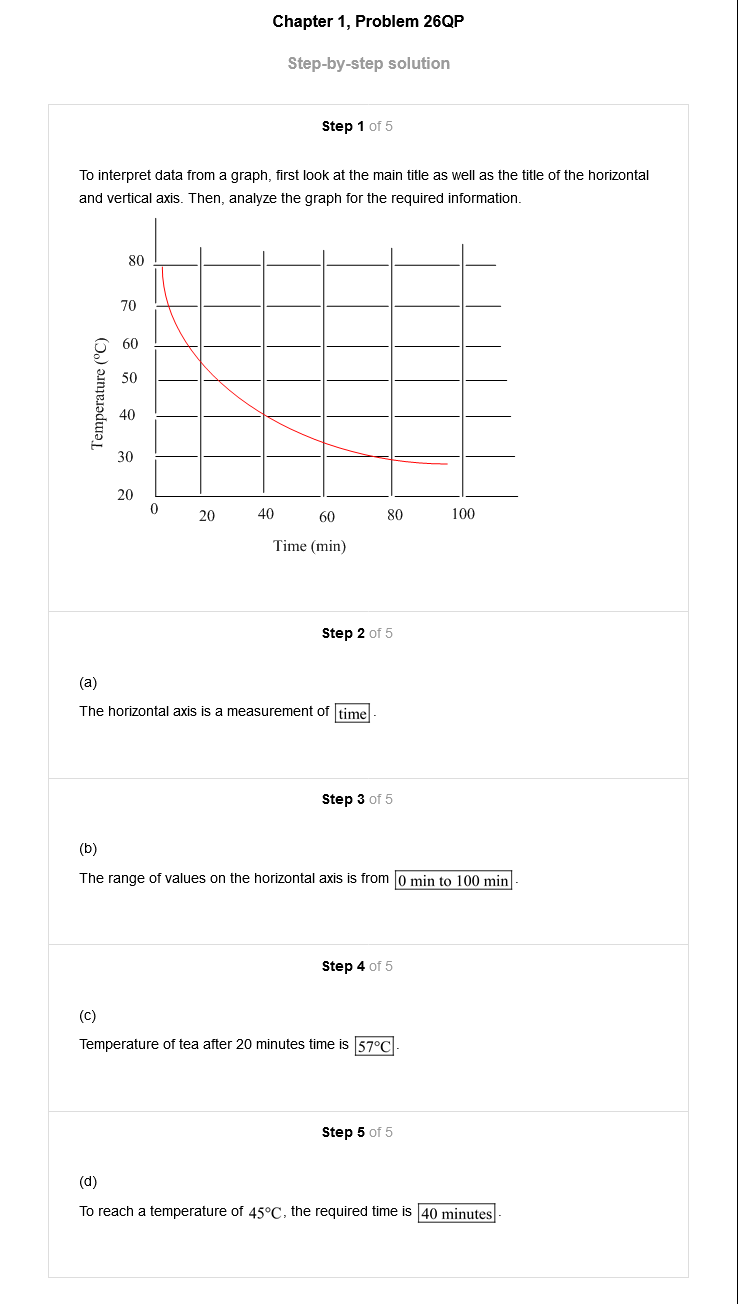 Chapter 1, Problem 26QP
Step-by-step solution
Step 1 of 5
To interpret data from a graph, first look at the main title as well as the title of the horizontal
and vertical axis. Then, analyze the graph for the required information.
80
70
60
50
40
30
20
Temperature (°C)
0 20 40 60 80 100
Time (min)
Step 2 of 5
(a)
The horizontal axis is a measurement of time.
Step 3 of 5
(b)
The range of values on the horizontal axis is from 0 min to 100 min.
Step 4 of 5
(c)
Temperature of tea after 20 minutes time is 57°C.
Step 5 of 5
(d)
To reach a temperature of 45°C, the required time is 40 minutes.